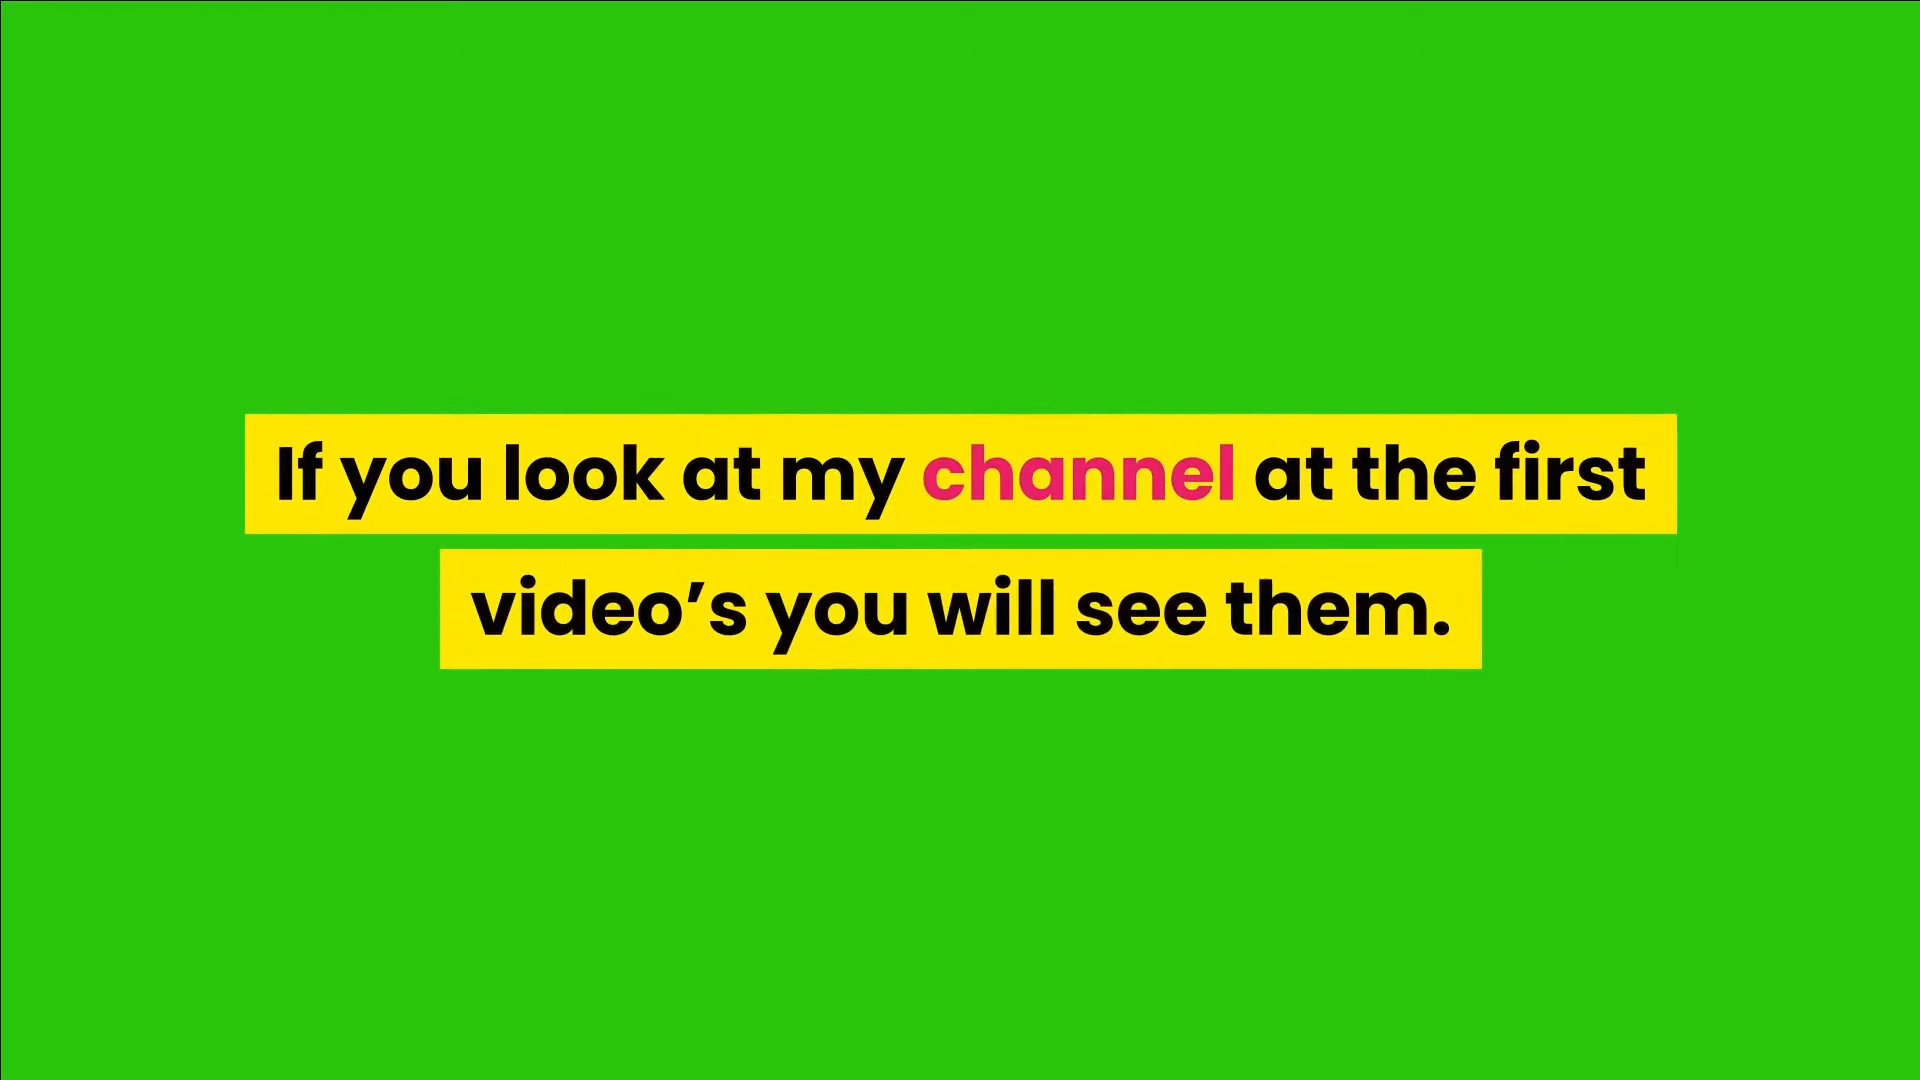 If you look at my channel at the first
video’s you will see them.